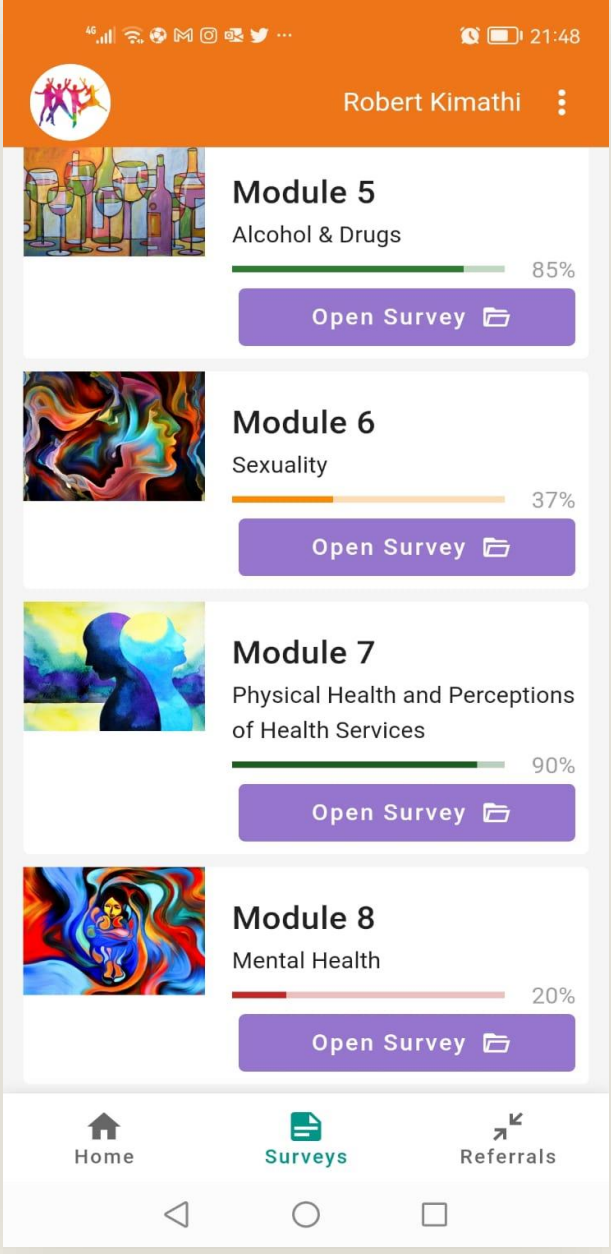 4G 21:48
Robert Kimathi
Module 5
Alcohol & Drugs
85%
Open Survey
Module 6
Sexuality
37%
Open Survey
Module 7
Physical Health and Perceptions
of Health Services
90%
Open Survey
Module 8
Mental Health
20%
Open Survey
Home Surveys Referrals